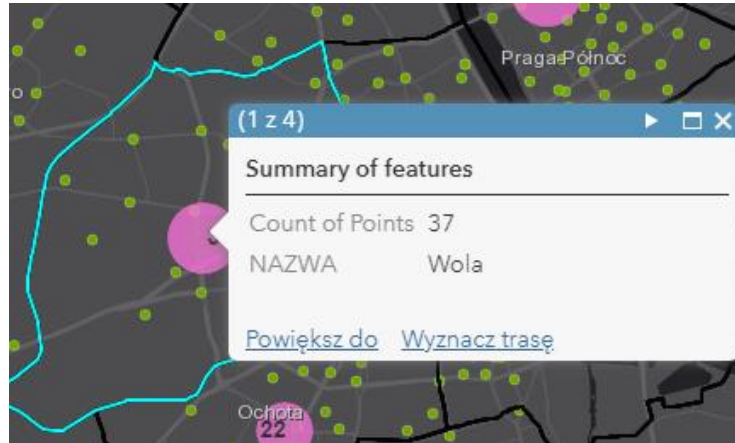 Praga-Północ
o
(1 z 4)
Summary of features
Count of Points 37
NAZWA Wola
Powiększ do Wyznacz trasę
Ochota
22